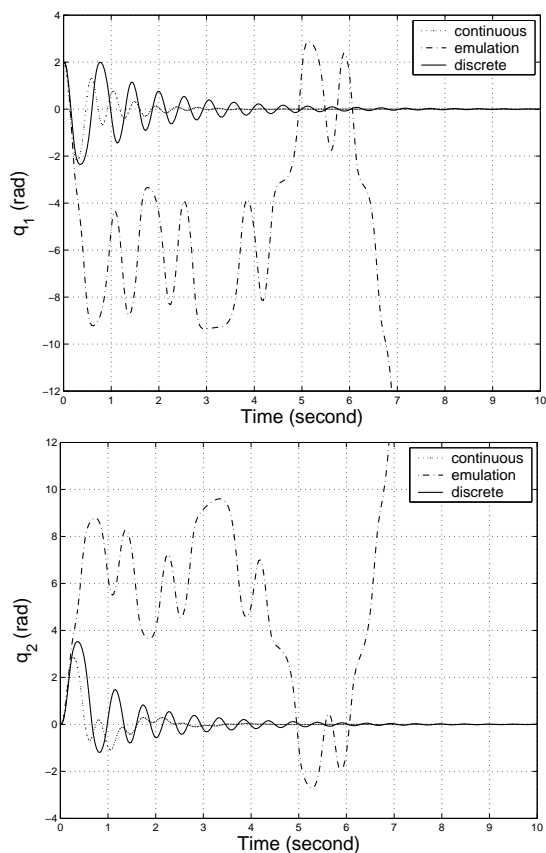 4
2
0
−2
−4
−6
−8
−10
−12
q1 (rad)
continuous
emulation
discrete
0 1 2 3 4 5 6 7 8 9 10
Time (second)
12
10
8
6
4
2
0
−2
−4
q2 (rad)
continuous
emulation
discrete
0 1 2 3 4 5 6 7 8 9 10
Time (second)